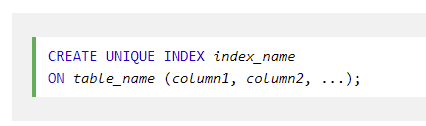 CREATE UNIQUE INDEX index_name
ON table_name (column1, column2, ...);